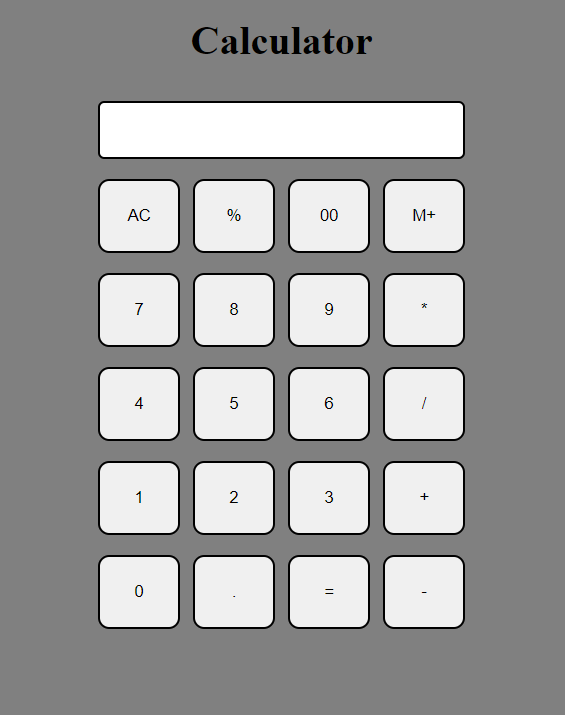 Calculator
AC % 00 M+
7 8 9 *
4 5 6 /
1 2 3 +
0 . = -